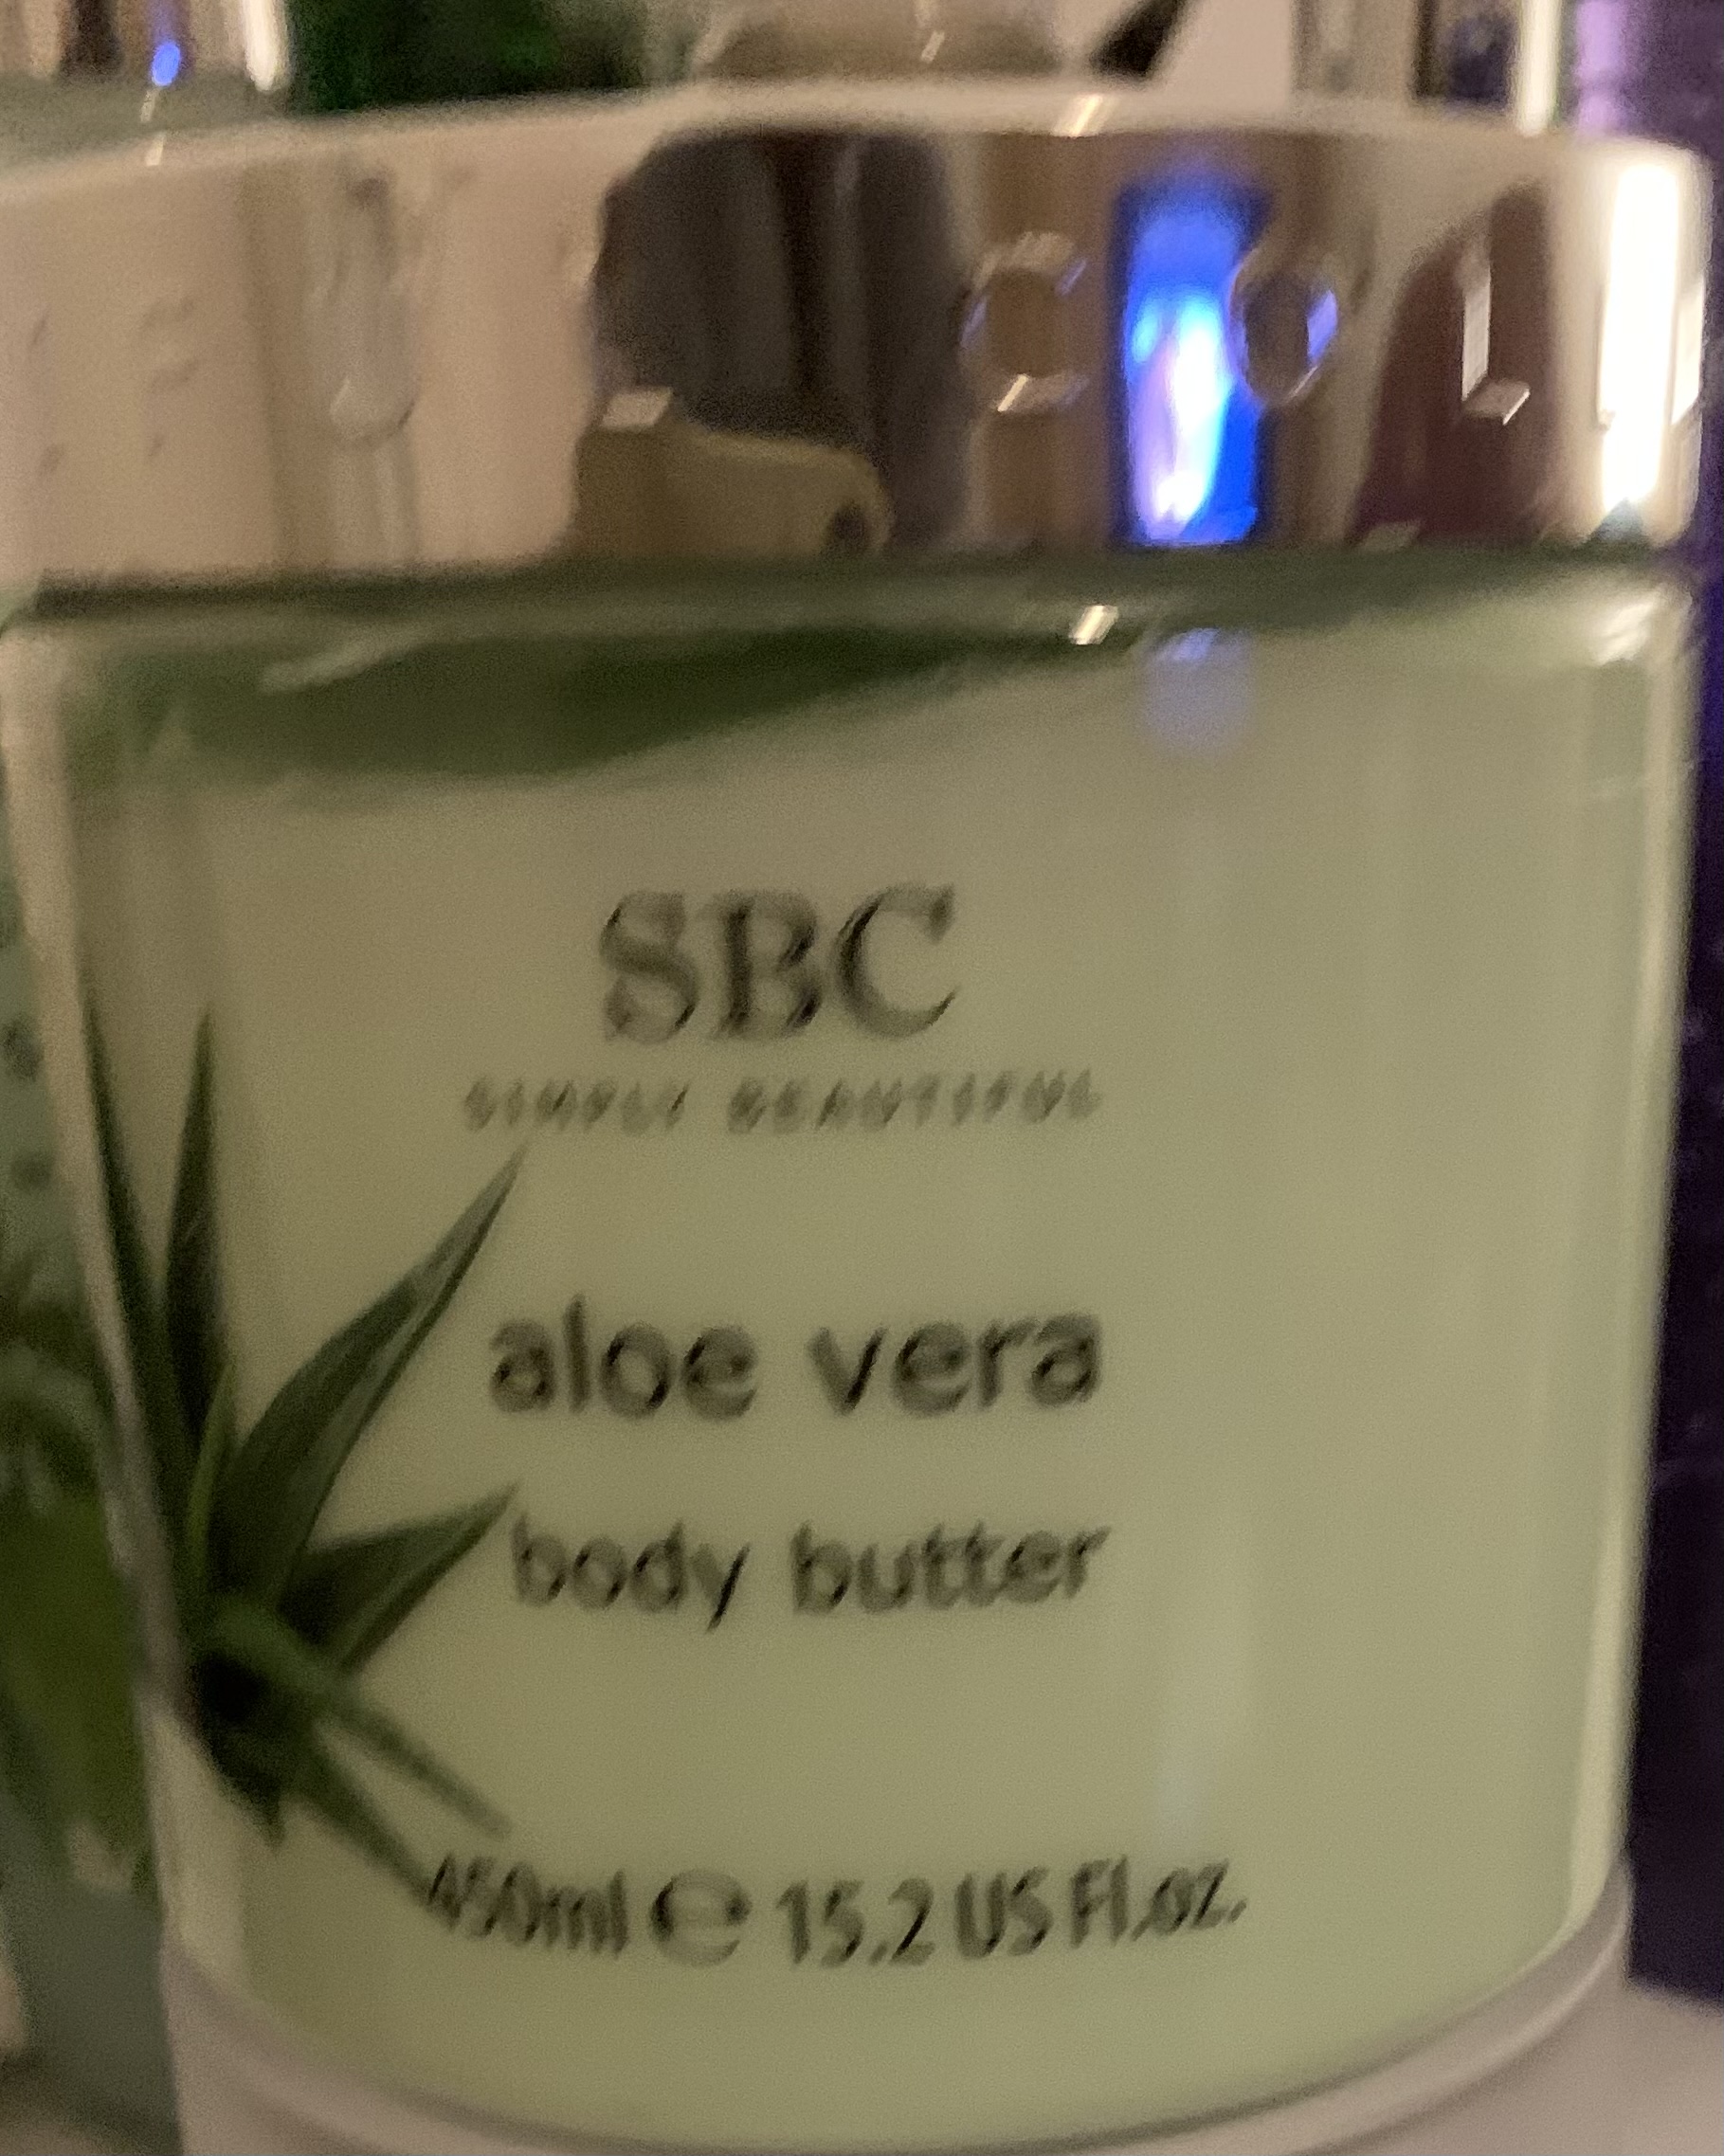 SBC
SIMPLY BEAUTIFUL
aloe vera
body butter
450ml ℮ 15.2 US Fl.oz.